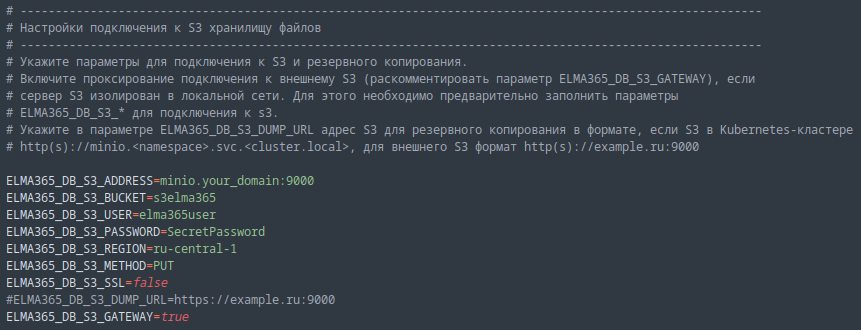 # -----------------------------------------------------------------------------------------------------
# Настройки подключения к S3 хранилищу файлов
# -----------------------------------------------------------------------------------------------------
# Укажите параметры для подключения к S3 и резервного копирования.
# Включите проксирование подключения к внешнему S3 (раскомментировать параметр ELMA365_DB_S3_GATEWAY), если
# сервер S3 изолирован в локальной сети. Для этого необходимо предварительно заполнить параметры
# ELMA365_DB_S3_* для подключения к s3.
# Укажите в параметре ELMA365_DB_S3_DUMP_URL адрес S3 для резервного копирования в формате, если S3 в Kubernetes-кластере
# http(s)://minio.<namespace>.svc.<cluster.local>, для внешнего S3 формат http(s)://example.ru:9000
ELMA365_DB_S3_ADDRESS=minio.your_domain:9000
ELMA365_DB_S3_BUCKET=s3elma365
ELMA365_DB_S3_USER=elma365user
ELMA365_DB_S3_PASSWORD=SecretPassword
ELMA365_DB_S3_REGION=ru-central-1
ELMA365_DB_S3_METHOD=PUT
ELMA365_DB_S3_SSL=false
#ELMA365_DB_S3_DUMP_URL=https://example.ru:9000
ELMA365_DB_S3_GATEWAY=true